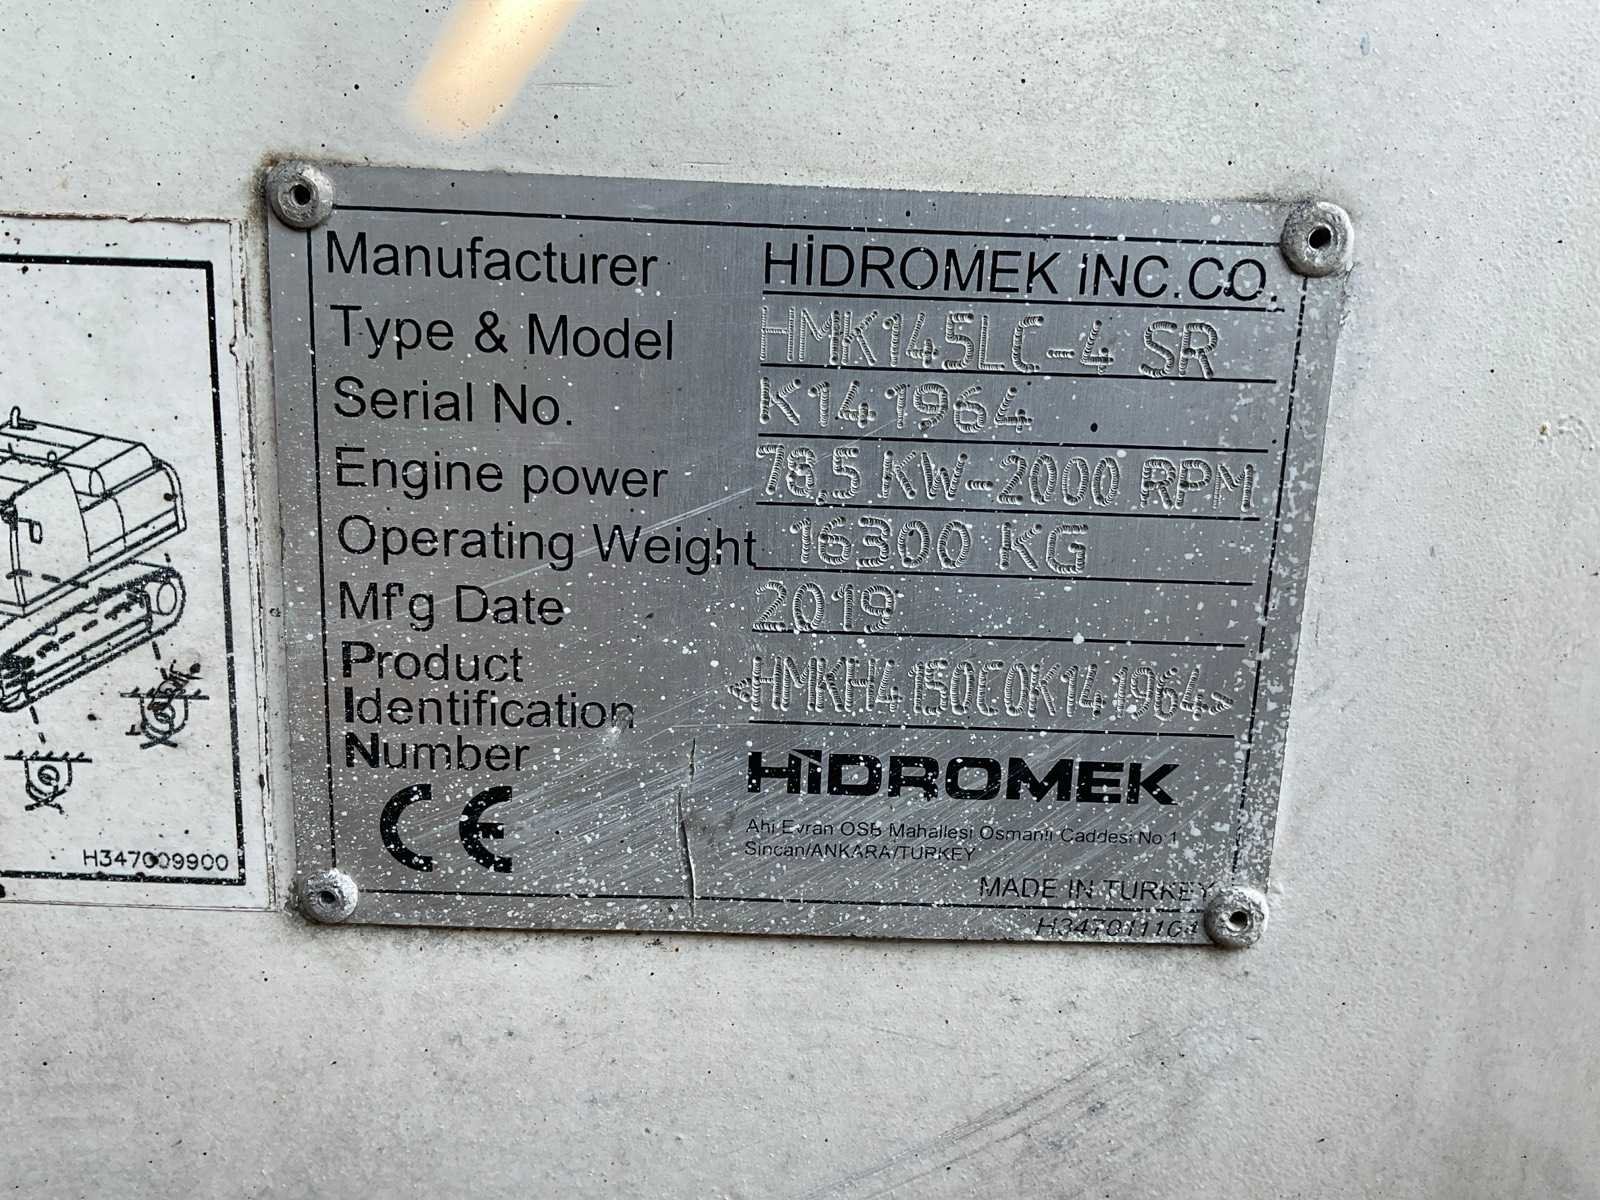 Manufacturer HİDROMEK INC.CO.
Type & Model HMK145LC-4 SR
Serial No. K141964
Engine power 78,5 KW-2000 RPM
Operating Weight 16300 KG
Mf'g Date 2019
Product
Identification <HMKH4150C0K141964>
Number
CE
HİDROMEK
Ahi Evran OSB Mahallesi Osmanlı Caddesi No:1
Sincan/ANKARA/TURKEY
MADE IN TURKEY
H347009900